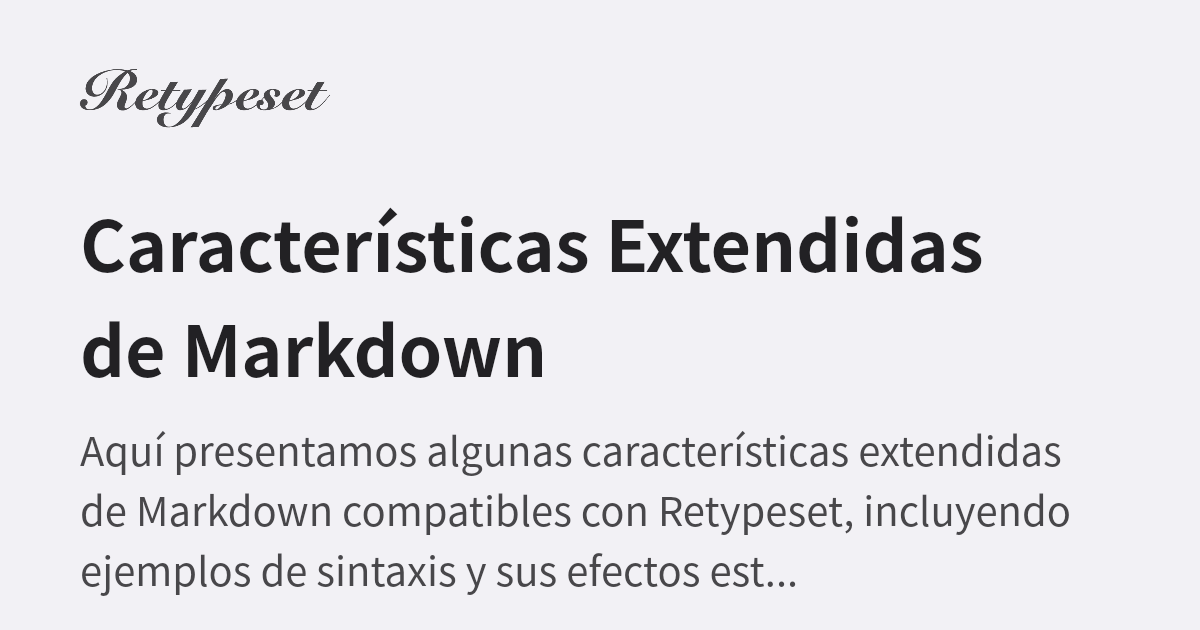 Retypeset
Características Extendidas
de Markdown
Aquí presentamos algunas características extendidas
de Markdown compatibles con Retypeset, incluyendo
ejemplos de sintaxis y sus efectos est...